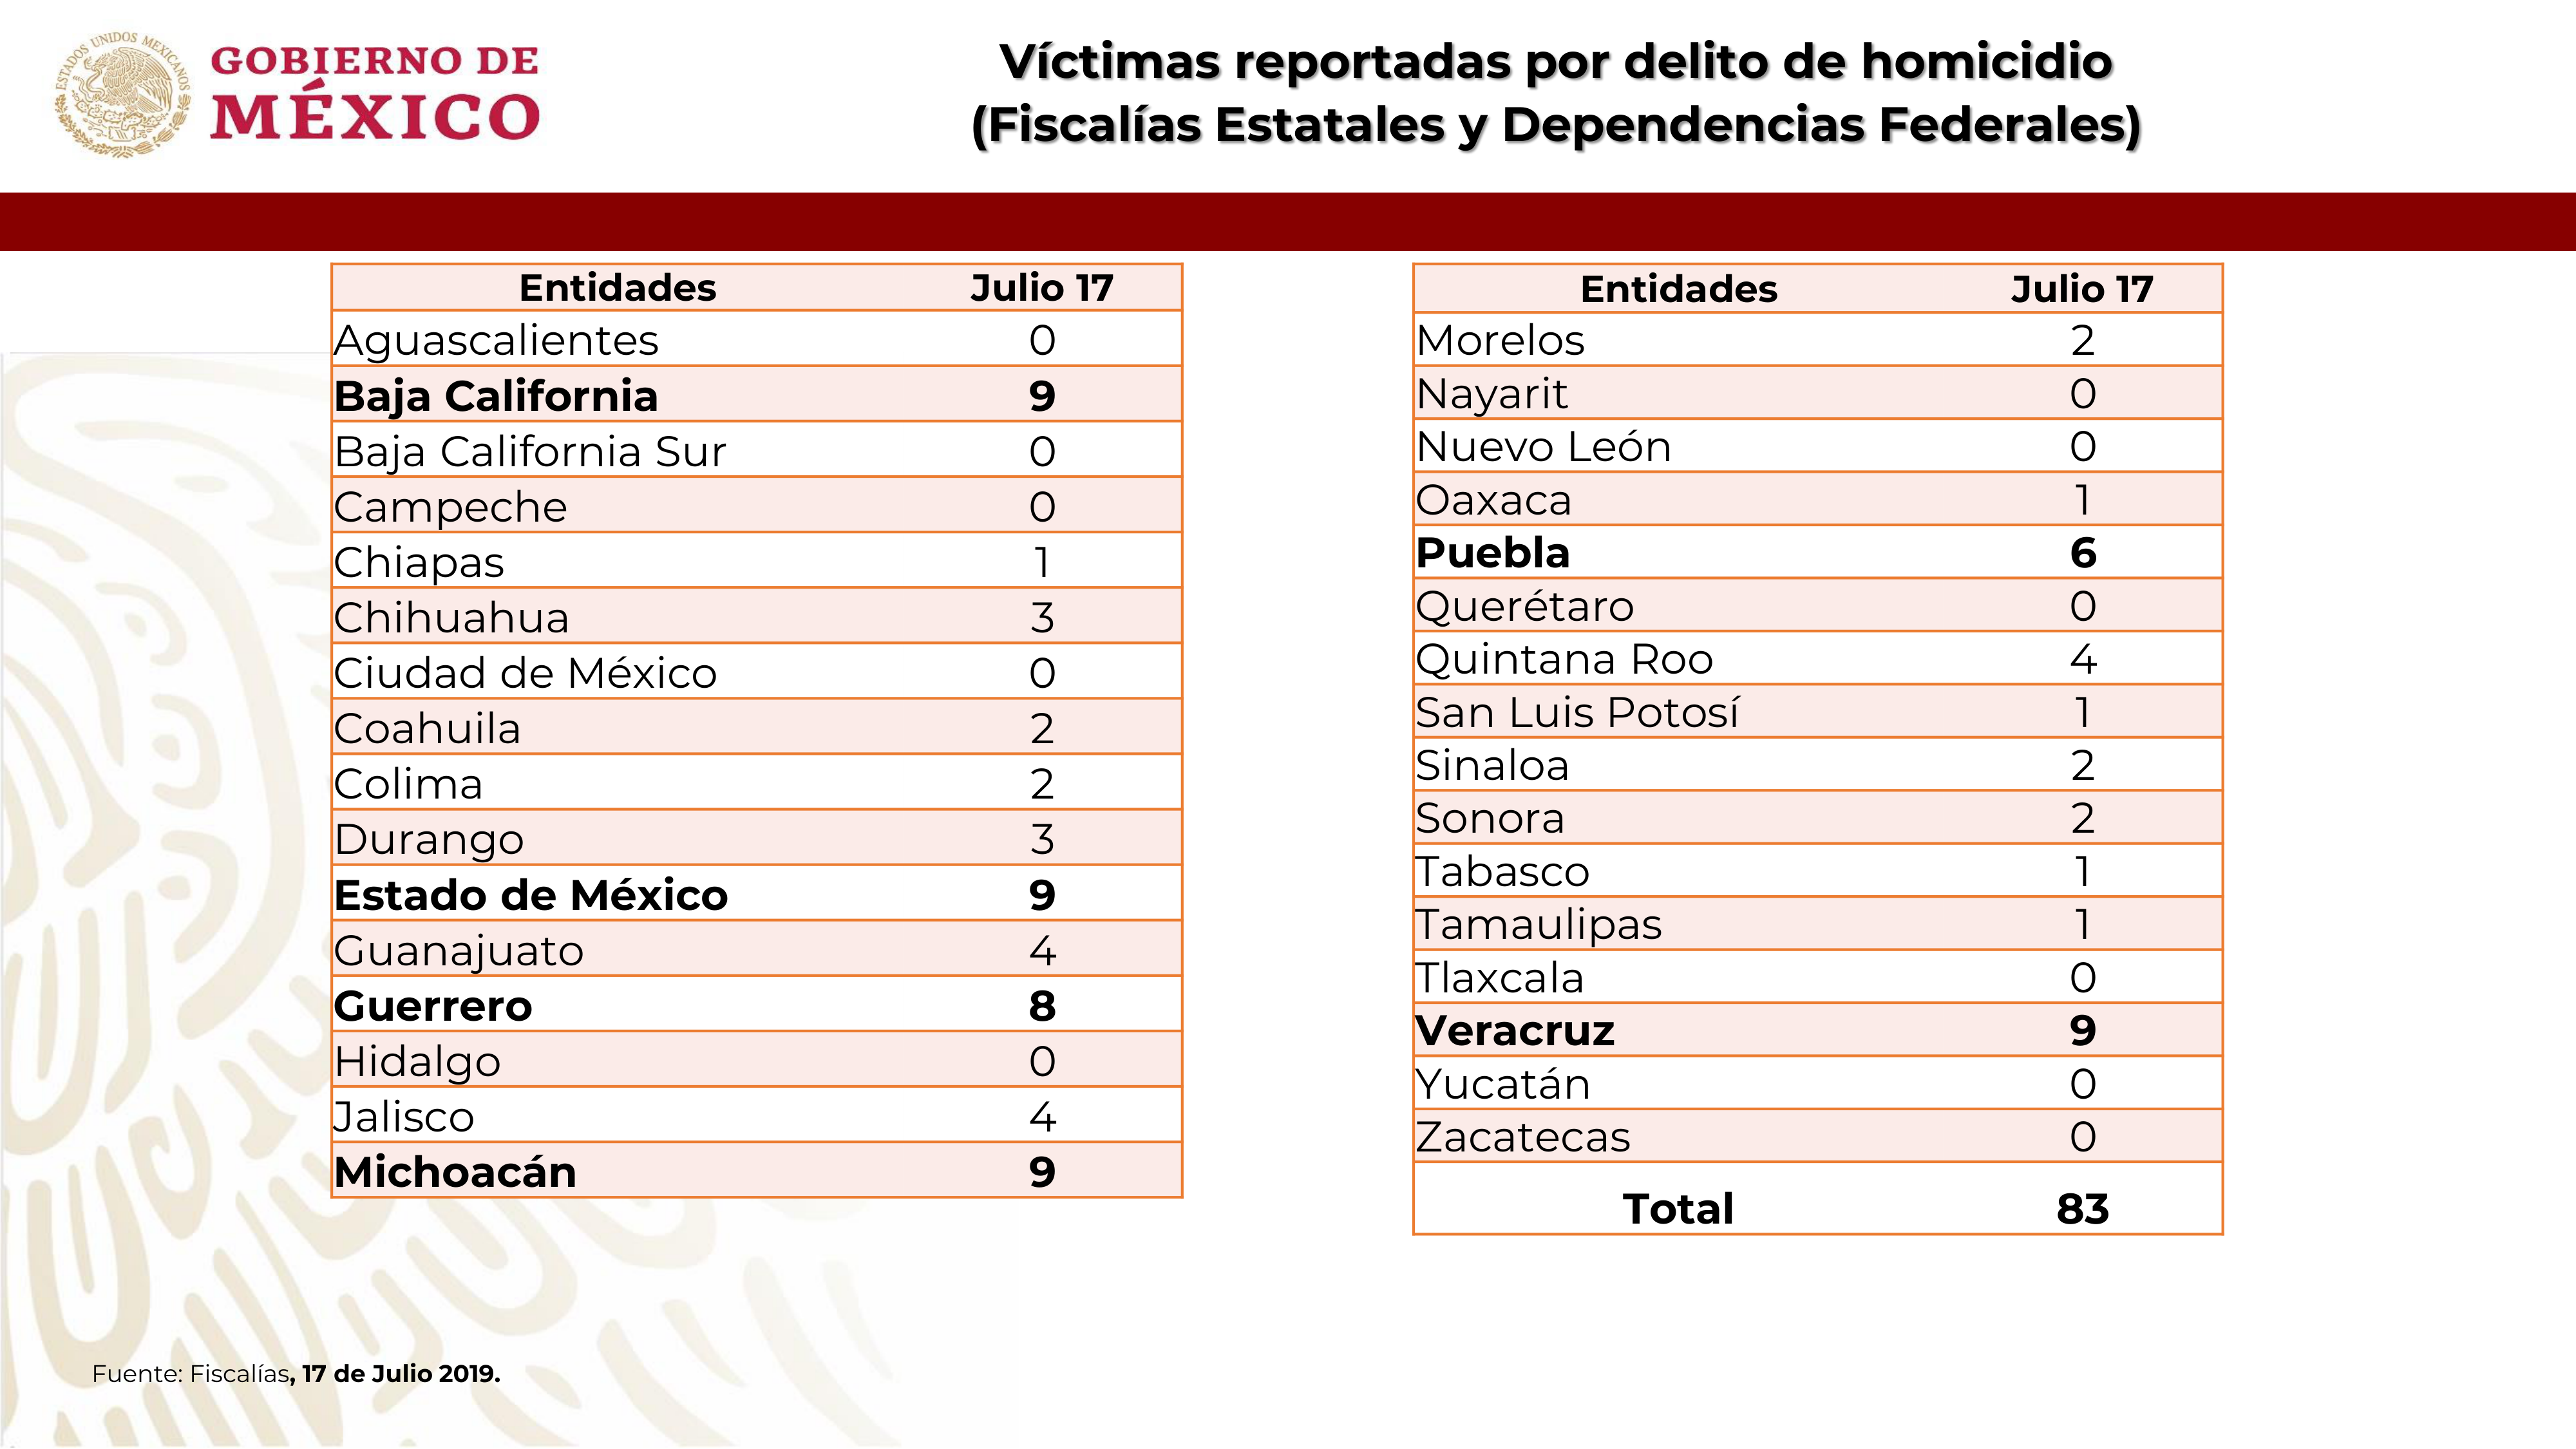 ESTADOS UNIDOS MEXICANOS
GOBIERNO DE
MÉXICO
Víctimas reportadas por delito de homicidio
(Fiscalías Estatales y Dependencias Federales)
Entidades Julio 17
Aguascalientes 0
Baja California 9
Baja California Sur 0
Campeche 0
Chiapas 1
Chihuahua 3
Ciudad de México 0
Coahuila 2
Colima 2
Durango 3
Estado de México 9
Guanajuato 4
Guerrero 8
Hidalgo 0
Jalisco 4
Michoacán 9
Entidades Julio 17
Morelos 2
Nayarit 0
Nuevo León 0
Oaxaca 1
Puebla 6
Querétaro 0
Quintana Roo 4
San Luis Potosí 1
Sinaloa 2
Sonora 2
Tabasco 1
Tamaulipas 1
Tlaxcala 0
Veracruz 9
Yucatán 0
Zacatecas 0
Total 83
Fuente: Fiscalías, 17 de Julio 2019.